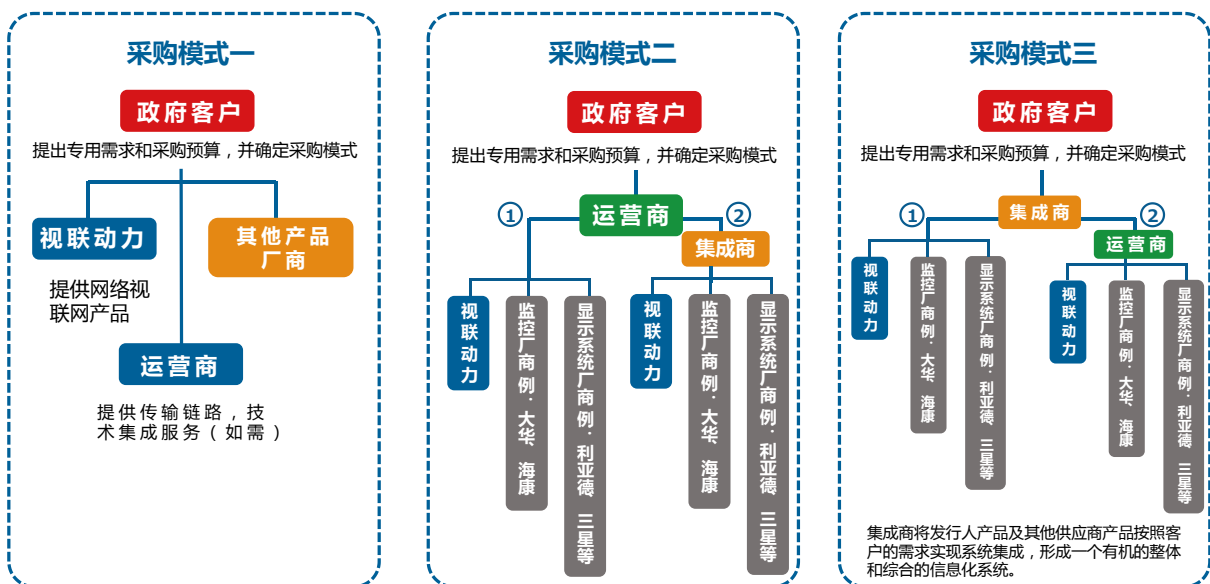 采购模式一
政府客户
提出专用需求和采购预算，并确定采购模式
视联动力
其他产品
厂商
提供网络视
联网产品
运营商
提供传输链路，技
术集成服务（如需）
采购模式二
政府客户
提出专用需求和采购预算，并确定采购模式
①
运营商
②
集成商
视联动力
监控厂商 例：大华、海康
显示系统厂商 例：利亚德、三星等
视联动力
监控厂商 例：大华、海康
显示系统厂商 例：利亚德、三星等
采购模式三
政府客户
提出专用需求和采购预算，并确定采购模式
①
集成商
②
运营商
视联动力
监控厂商 例：大华、海康
显示系统厂商 例：利亚德、三星等
视联动力
监控厂商 例：大华、海康
显示系统厂商 例：利亚德、三星等
集成商将发行人产品及其他供应商产品按照客
户的需求实现系统集成，形成一个有机的整体
和综合的信息化系统。